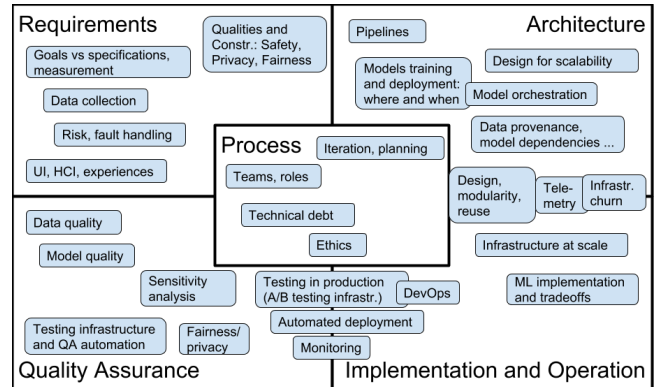 Requirements
Qualities and
Constr.: Safety,
Privacy, Fairness
Goals vs specifications,
measurement
Data collection
Risk, fault handling
UI, HCI, experiences
Architecture
Pipelines
Design for scalability
Models training
and deployment:
where and when
Model orchestration
Data provenance,
model dependencies ...
Process
Iteration, planning
Teams, roles
Technical debt
Ethics
Design,
modularity,
reuse
Tele-
metry
Infrastr.
churn
Infrastructure at scale
ML implementation
and tradeoffs
Data quality
Model quality
Sensitivity
analysis
Testing infrastructure
and QA automation
Fairness/
privacy
Testing in production
(A/B testing infrastr.)
DevOps
Automated deployment
Monitoring
Quality Assurance
Implementation and Operation